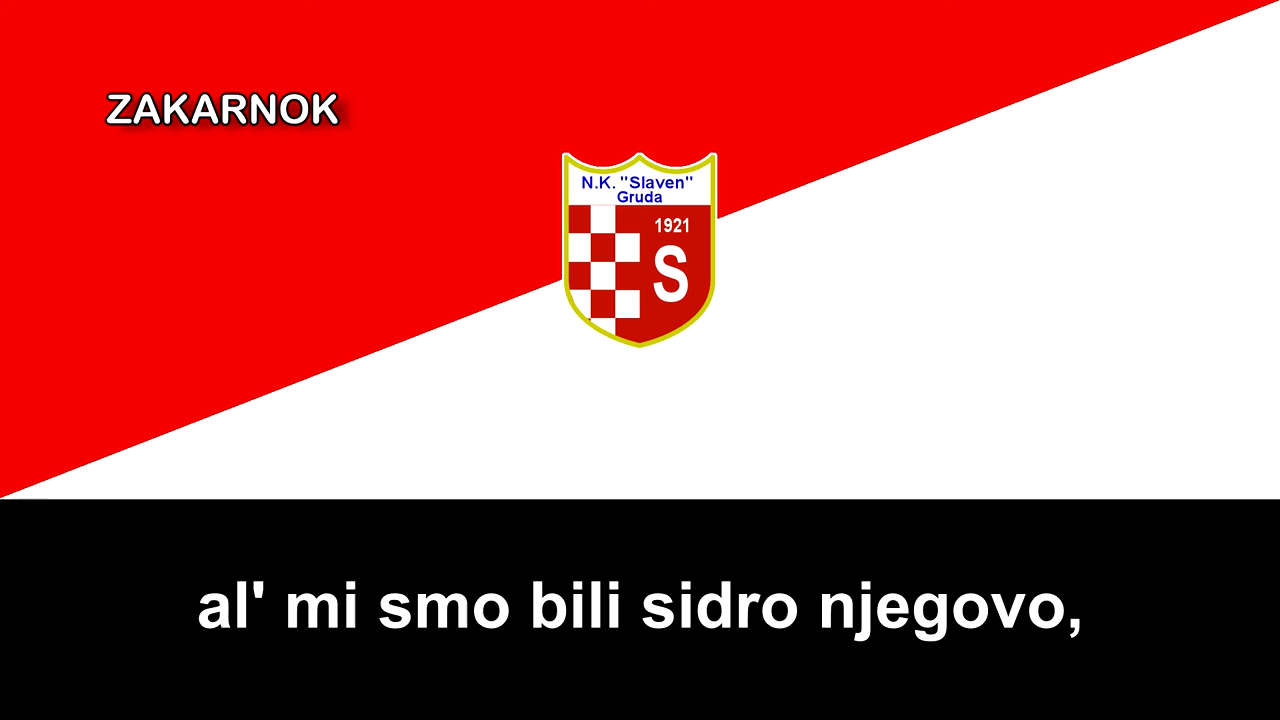 ZAKARNOK
N.K. "Slaven"
Gruda
1921
S
al' mi smo bili sidro njegovo,